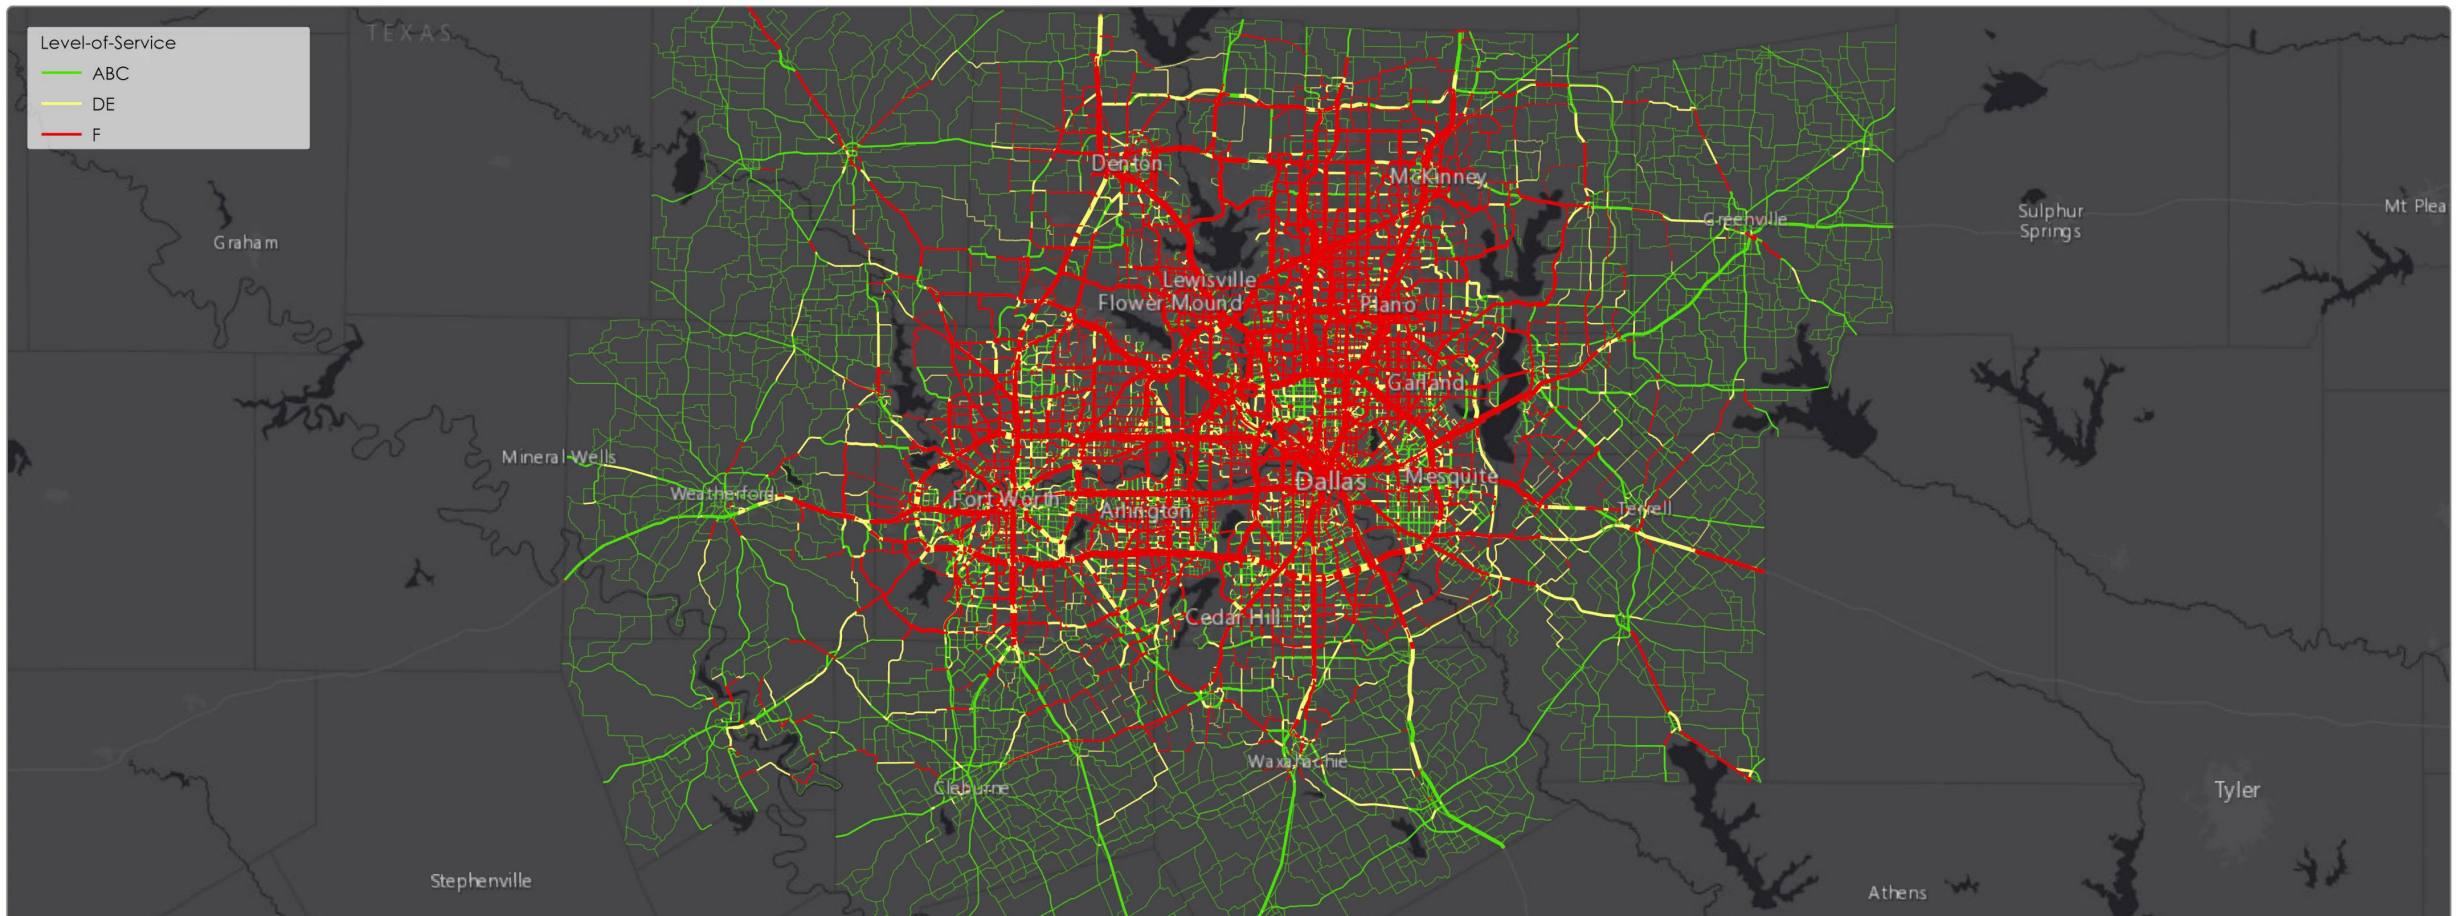 TEXAS
Level-of-Service
ABC
DE
F
Denton
McKinney
Graham
Greenville
Sulphur
Springs
Mt Plea
Lewisville
Flower Mound
Plano
Garland
Mineral Wells
Weatherford
Fort Worth
Arlington
Dallas
Mesquite
Terrell
Cedar Hill
Waxahachie
Cleburne
Tyler
Stephenville
Athens